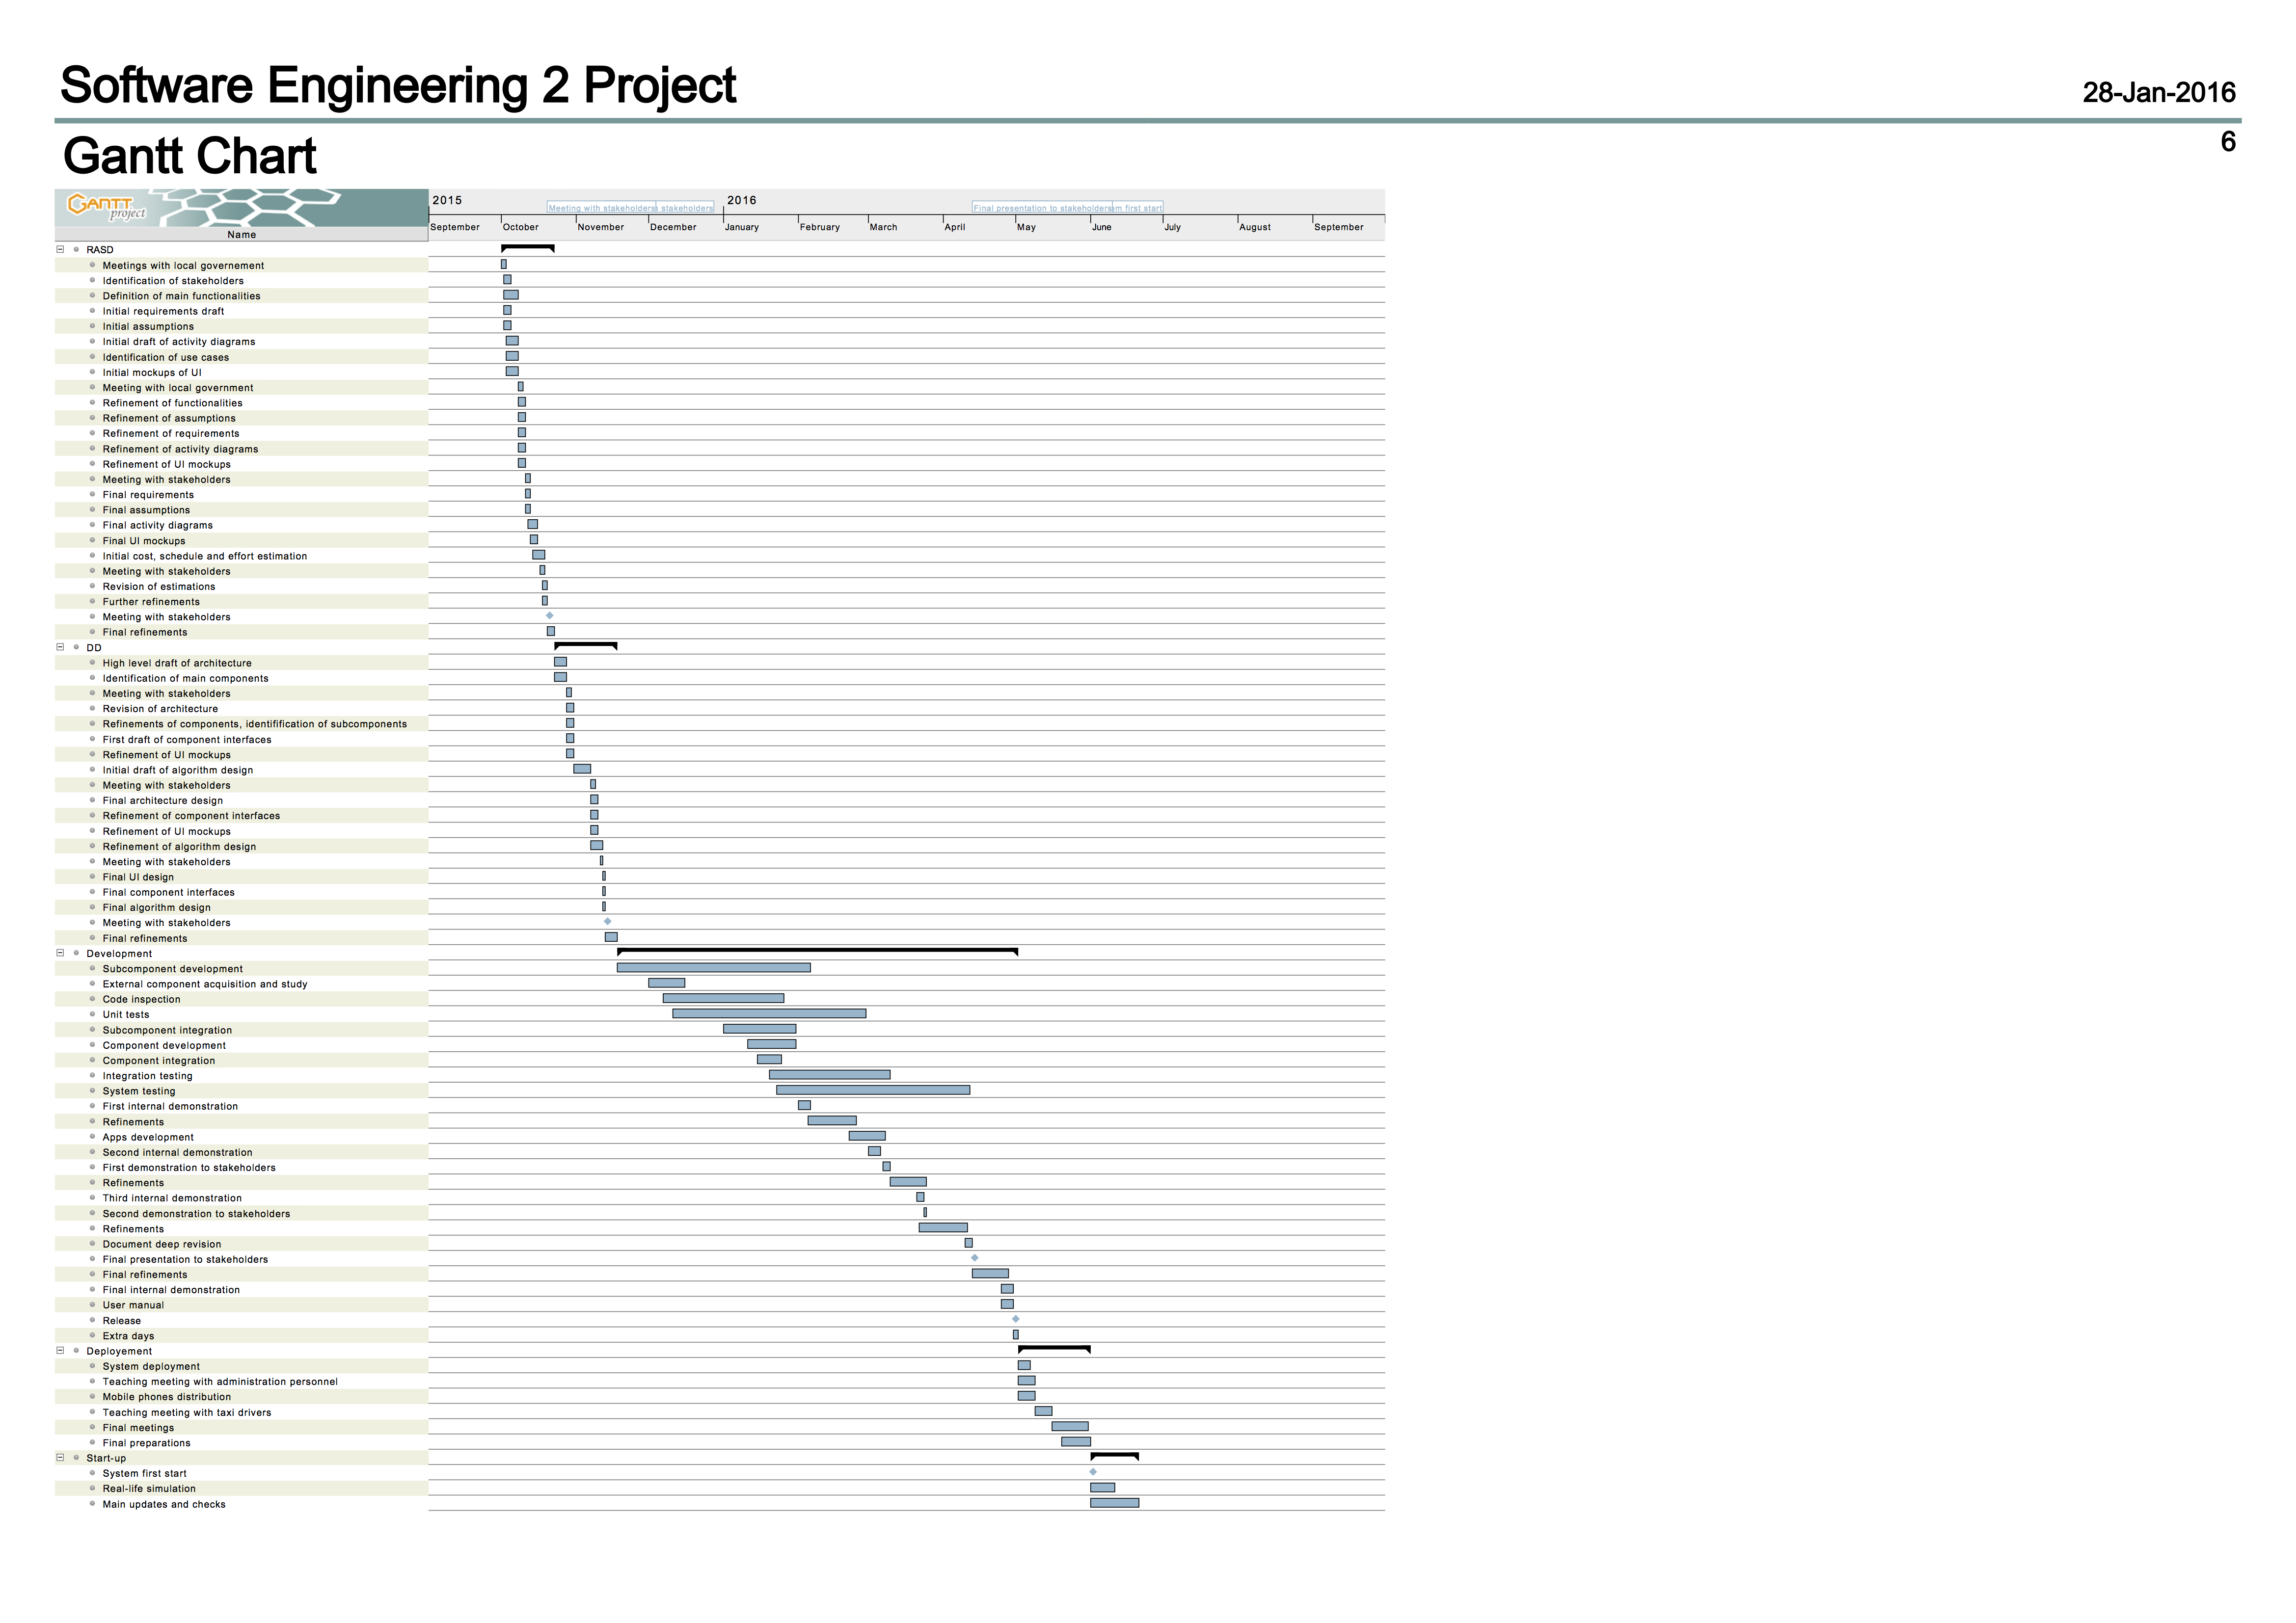 Software Engineering 2 Project
28-Jan-2016
6
Gantt Chart
GANTT project
2015
2016
Meeting with stakeholders stakeholders
Final presentation to stakeholders m first start
Name
September October November December January February March April May June July August September
RASD
Meetings with local governement
Identification of stakeholders
Definition of main functionalities
Initial requirements draft
Initial assumptions
Initial draft of activity diagrams
Identification of use cases
Initial mockups of UI
Meeting with local government
Refinement of functionalities
Refinement of assumptions
Refinement of requirements
Refinement of activity diagrams
Refinement of UI mockups
Meeting with stakeholders
Final requirements
Final assumptions
Final activity diagrams
Final UI mockups
Initial cost, schedule and effort estimation
Meeting with stakeholders
Revision of estimations
Further refinements
Meeting with stakeholders
Final refinements
DD
High level draft of architecture
Identification of main components
Meeting with stakeholders
Revision of architecture
Refinements of components, identifification of subcomponents
First draft of component interfaces
Refinement of UI mockups
Initial draft of algorithm design
Meeting with stakeholders
Final architecture design
Refinement of component interfaces
Refinement of UI mockups
Refinement of algorithm design
Meeting with stakeholders
Final UI design
Final component interfaces
Final algorithm design
Meeting with stakeholders
Final refinements
Development
Subcomponent development
External component acquisition and study
Code inspection
Unit tests
Subcomponent integration
Component development
Component integration
Integration testing
System testing
First internal demonstration
Refinements
Apps development
Second internal demonstration
First demonstration to stakeholders
Refinements
Third internal demonstration
Second demonstration to stakeholders
Refinements
Document deep revision
Final presentation to stakeholders
Final refinements
Final internal demonstration
User manual
Release
Extra days
Deployement
System deployment
Teaching meeting with administration personnel
Mobile phones distribution
Teaching meeting with taxi drivers
Final meetings
Final preparations
Start-up
System first start
Real-life simulation
Main updates and checks